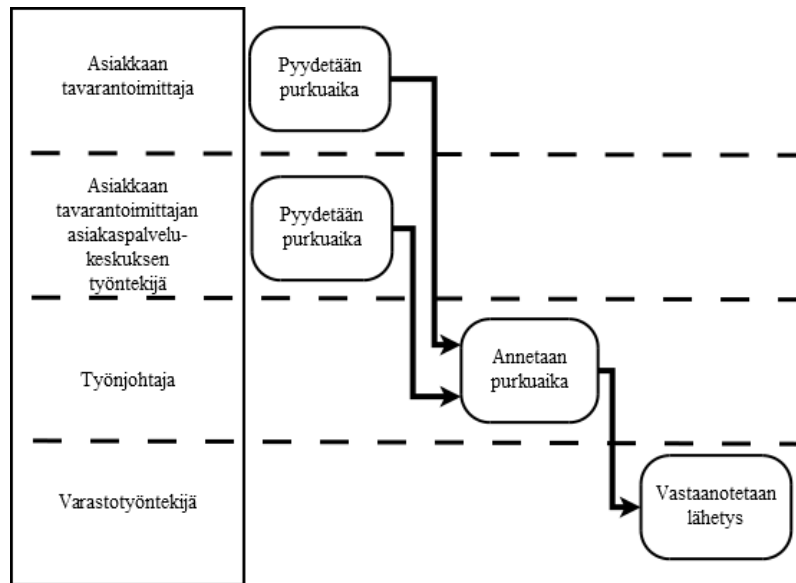 Asiakkaan
tavarantoimittaja
Pyydetään
purkuaika
Asiakkaan
tavarantoimittajan
asiakaspalvelu-
keskuksen
työntekijä
Pyydetään
purkuaika
Työnjohtaja
Annetaan
purkuaika
Varastotyöntekijä
Vastaanotetaan
lähetys